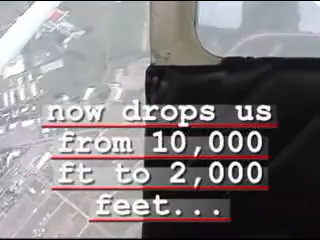 now drops us
from 10,000
ft to 2,000
feet...